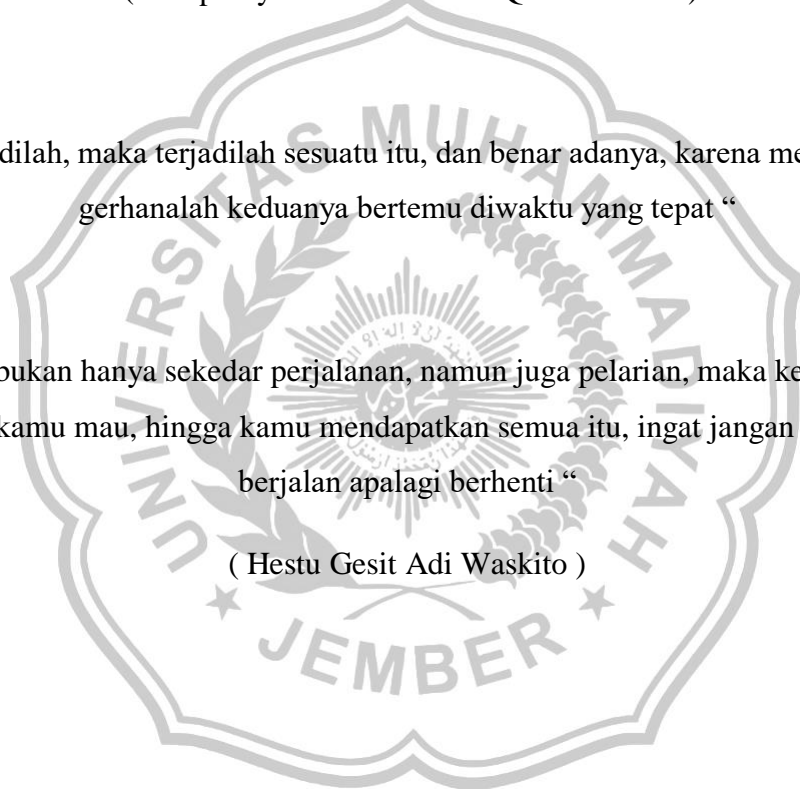 dilah, maka terjadilah sesuatu itu, dan benar adanya, karena me
gerhanalah keduanya bertemu diwaktu yang tepat “
bukan hanya sekedar perjalanan, namun juga pelarian, maka ke
kamu mau, hingga kamu mendapatkan semua itu, ingat jangan
berjalan apalagi berhenti “
( Hestu Gesit Adi Waskito )
UNIVERSITAS MUHAMMADIYAH
JEMBER